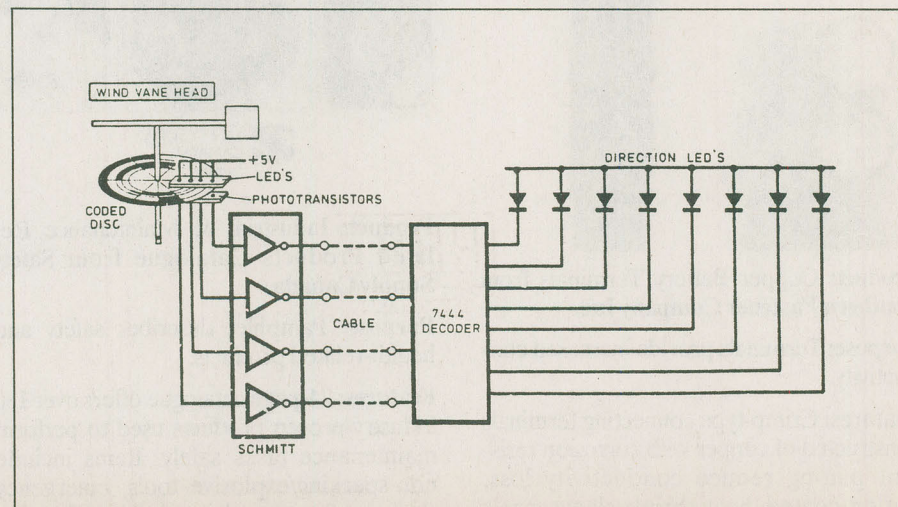 WIND VANE HEAD
+5V
LED'S
PHOTOTRANSISTORS
CODED
DISC
DIRECTION LED'S
CABLE
7444
DECODER
SCHMITT